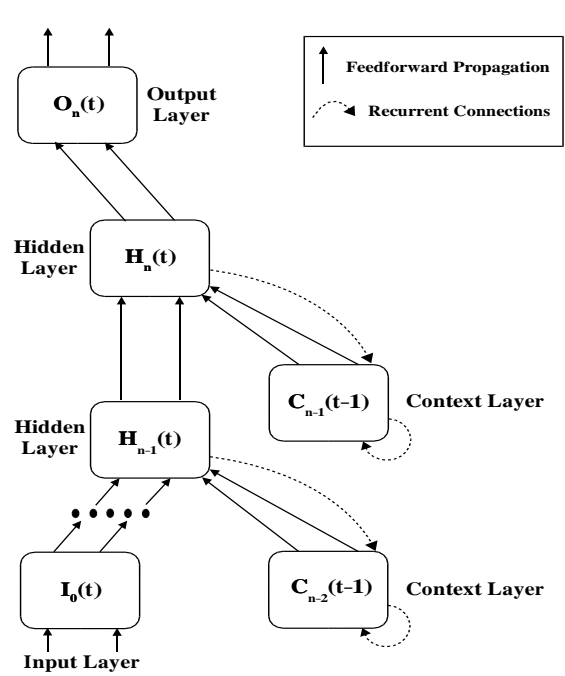 Feedforward Propagation
Recurrent Connections
Oₙ(t)
Output
Layer
Hidden
Layer
Hₙ(t)
Cₙ₋₁(t-1)
Context Layer
Hidden
Layer
Hₙ₋₁(t)
I₀(t)
Cₙ₋₂(t-1)
Context Layer
Input Layer